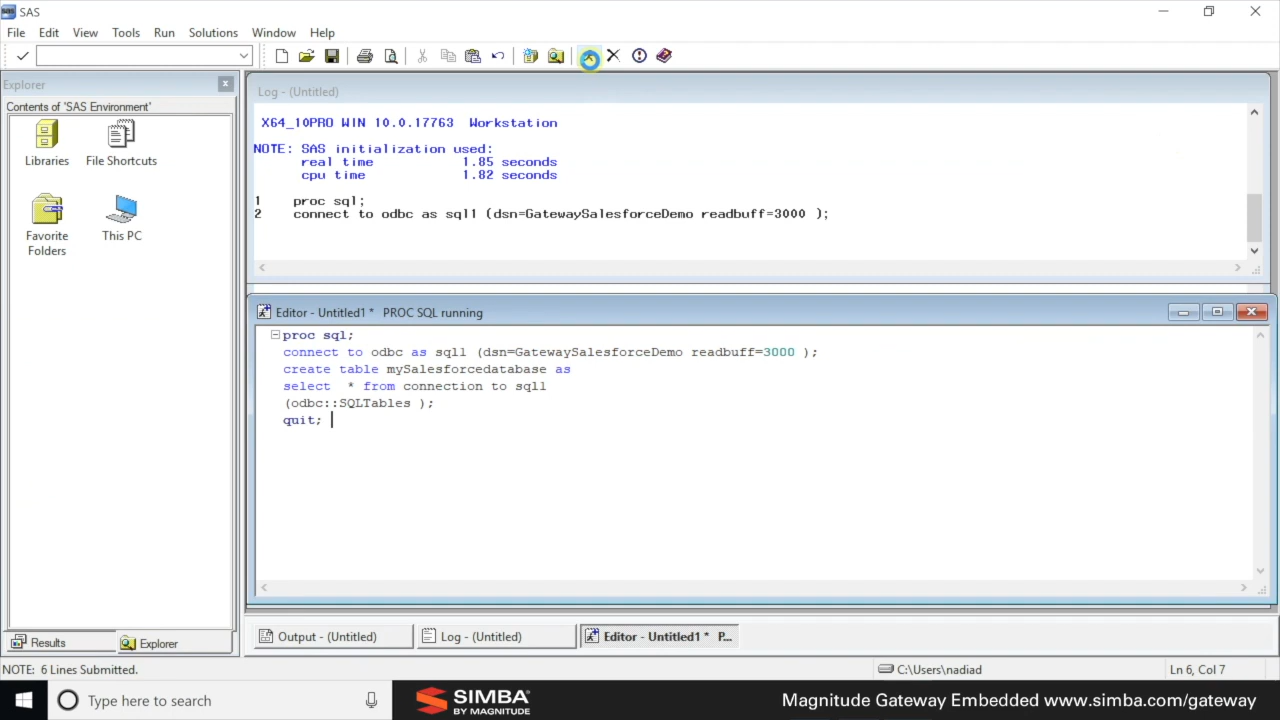 SAS
File Edit View Tools Run Solutions Window Help
Explorer
Contents of 'SAS Environment'
Libraries
File Shortcuts
Favorite
Folders
This PC
Results
Explorer
Log - (Untitled)
X64_10PRO WIN 10.0.17763  Workstation
NOTE: SAS initialization used:
real time 1.85 seconds
cpu time 1.82 seconds
1 proc sql;
2 connect to odbc as sql1 (dsn=GatewaySalesforceDemo readbuff=3000 );
Editor - Untitled1 * PROC SQL running
proc sql;
connect to odbc as sql1 (dsn=GatewaySalesforceDemo readbuff=3000 );
create table mySalesforcedatabase as
select * from connection to sql1
(odbc::SQLTables );
quit;
Output - (Untitled)
Log - (Untitled)
Editor - Untitled1 * P...
NOTE: 6 Lines Submitted.
C:\Users\nadiad
Ln 6, Col 7
Type here to search
SIMBA
BY MAGNITUDE
Magnitude Gateway Embedded www.simba.com/gateway